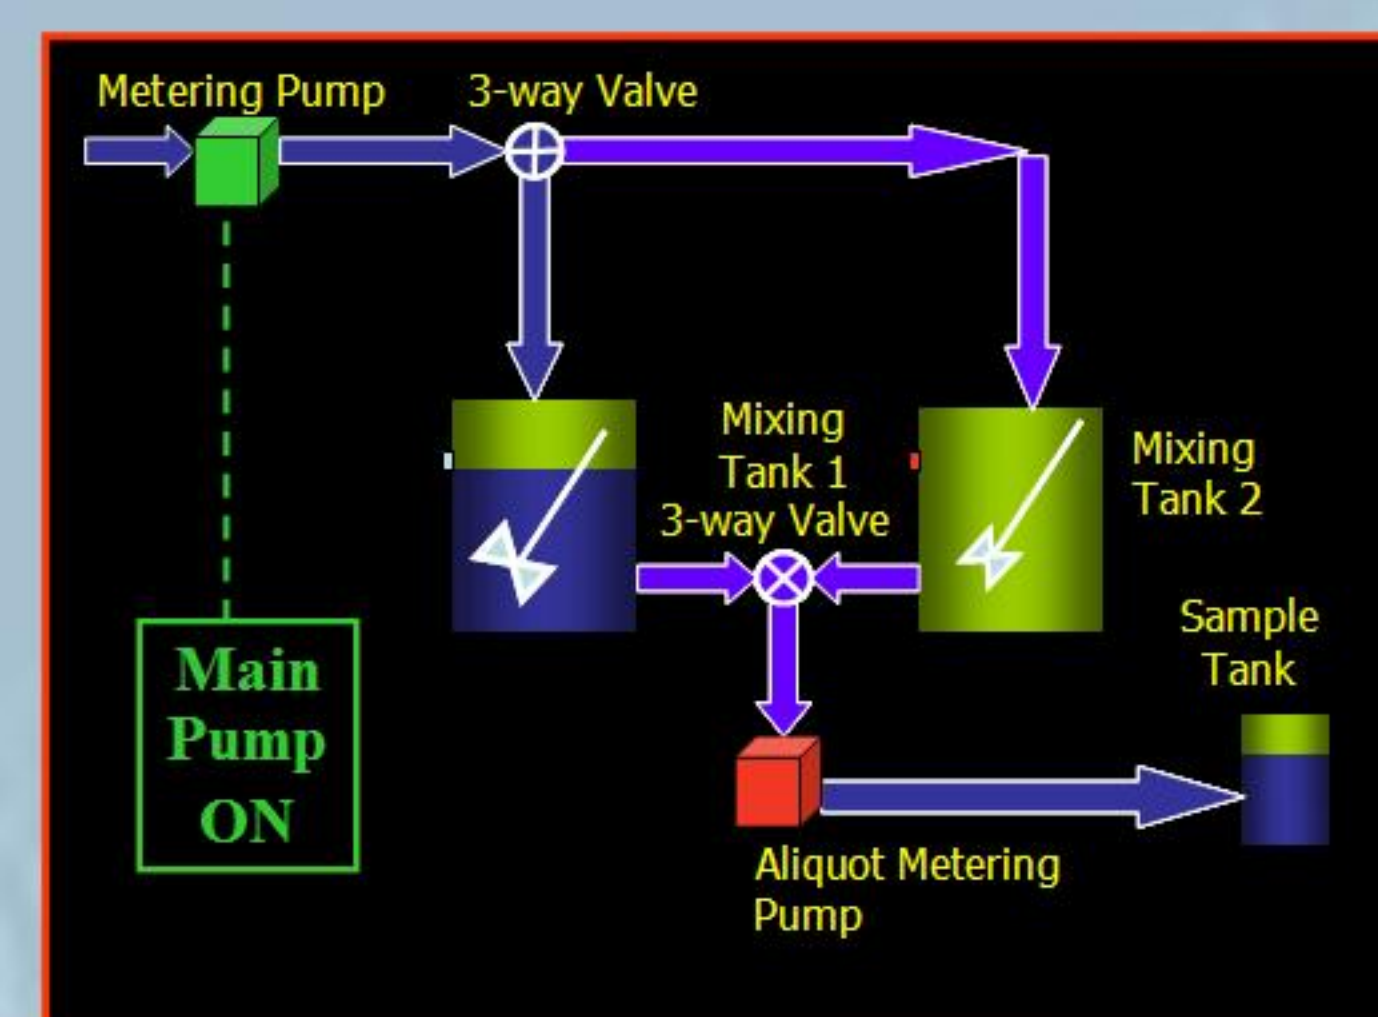 Metering Pump
3-way Valve
Mixing
Tank 1
3-way Valve
Mixing
Tank 2
Sample
Tank
Main
Pump
ON
Aliquot Metering
Pump